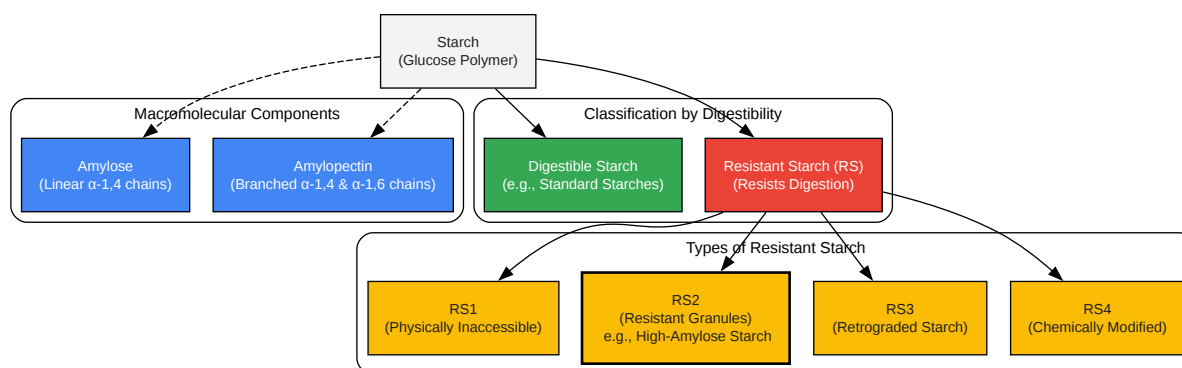 Starch
(Glucose Polymer)
Macromolecular Components
Classification by Digestibility
Amylose
(Linear α-1,4 chains)
Amylopectin
(Branched α-1,4 & α-1,6 chains)
Digestible Starch
(e.g., Standard Starches)
Resistant Starch (RS)
(Resists Digestion)
Types of Resistant Starch
RS1
(Physically Inaccessible)
RS2
(Resistant Granules)
e.g., High-Amylose Starch
RS3
(Retrograded Starch)
RS4
(Chemically Modified)